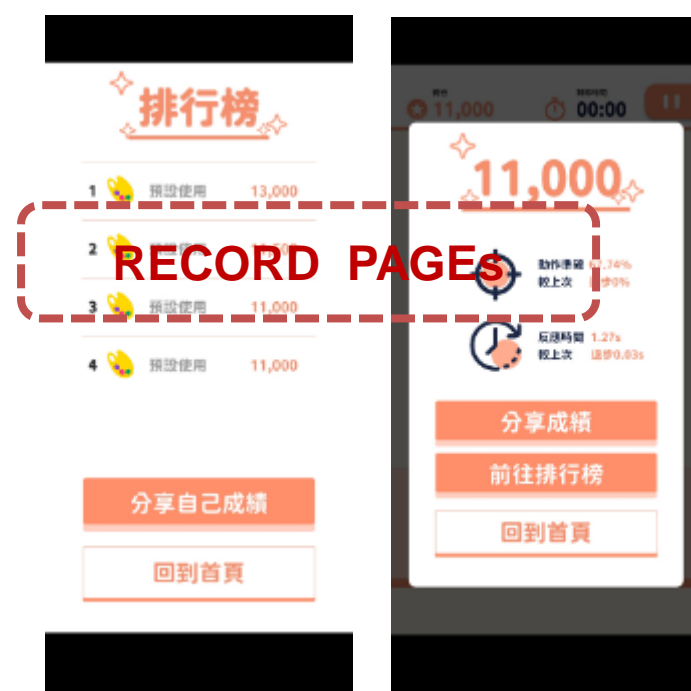 排行榜
1 預設使用 13,000
2
RECORD PAGEs
3 預設使用 11,000
4 預設使用 11,000
分享自己成績
回到首頁
11,000
00:00
11,000
動作準確
較上次
反應時間 1.27s
較上次 退步0.03s
分享成績
前往排行榜
回到首頁